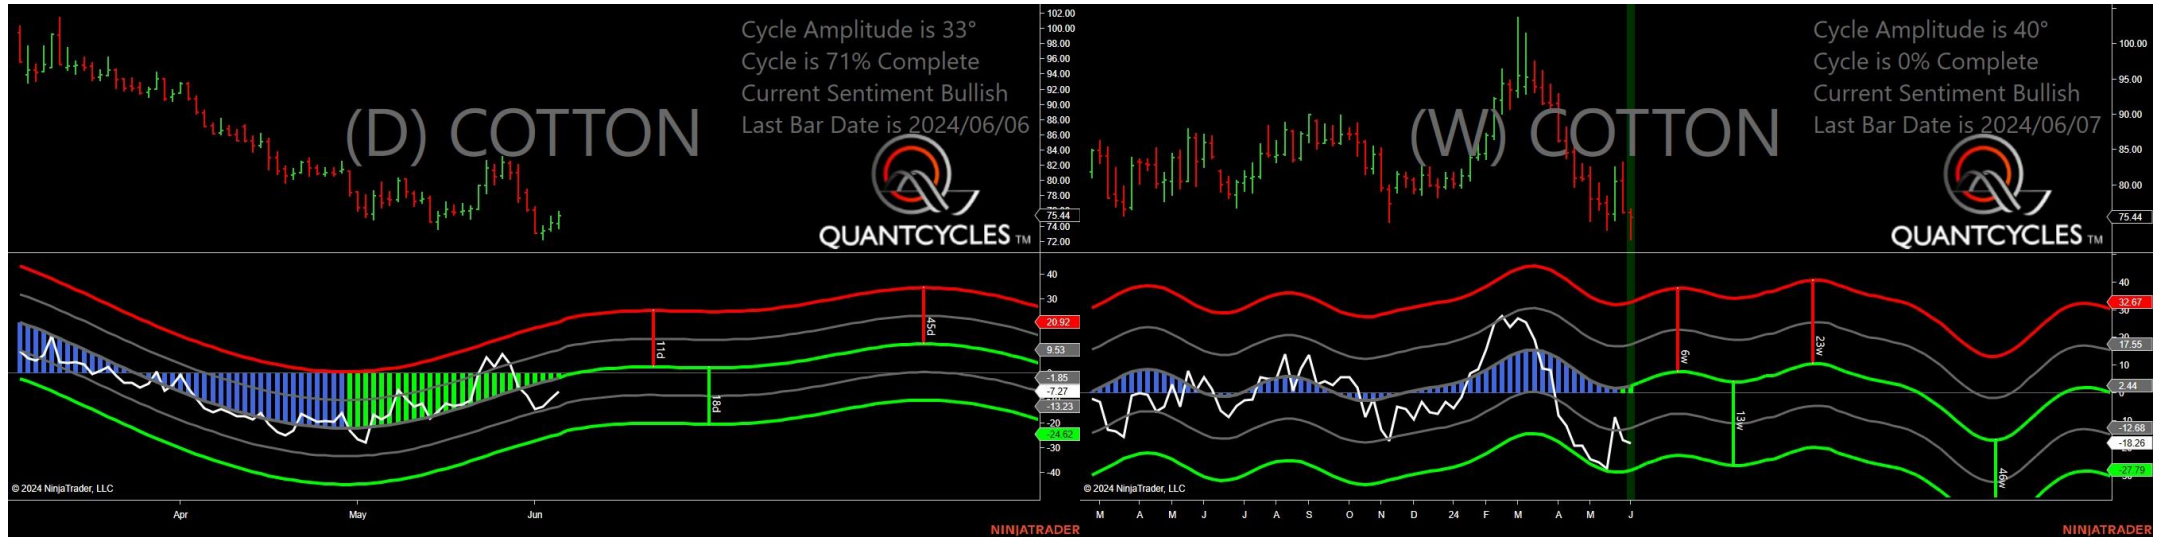 Cycle Amplitude is 33°
Cycle is 71% Complete
Current Sentiment Bullish
Last Bar Date is 2024/06/06
(D) COTTON
QUANTCYCLES TM
102.00
100.00
98.00
96.00
94.00
92.00
90.00
88.00
86.00
84.00
82.00
80.00
78.00
75.44
74.00
72.00
40
30
20.92
9.53
-1.85
-7.27
-13.23
-20
-24.62
-30
-40
11d
18d
45d
© 2024 NinjaTrader, LLC
Apr
May
Jun
NINJATRADER
Cycle Amplitude is 40°
Cycle is 0% Complete
Current Sentiment Bullish
Last Bar Date is 2024/06/07
(W) COTTON
QUANTCYCLES TM
100.00
95.00
90.00
85.00
80.00
75.44
40
32.67
30
20
17.55
10
2.44
0
-12.68
-18.26
-27.79
6w
13w
23w
46w
© 2024 NinjaTrader, LLC
M A M J J A S O N D 24 F M A M J
NINJATRADER